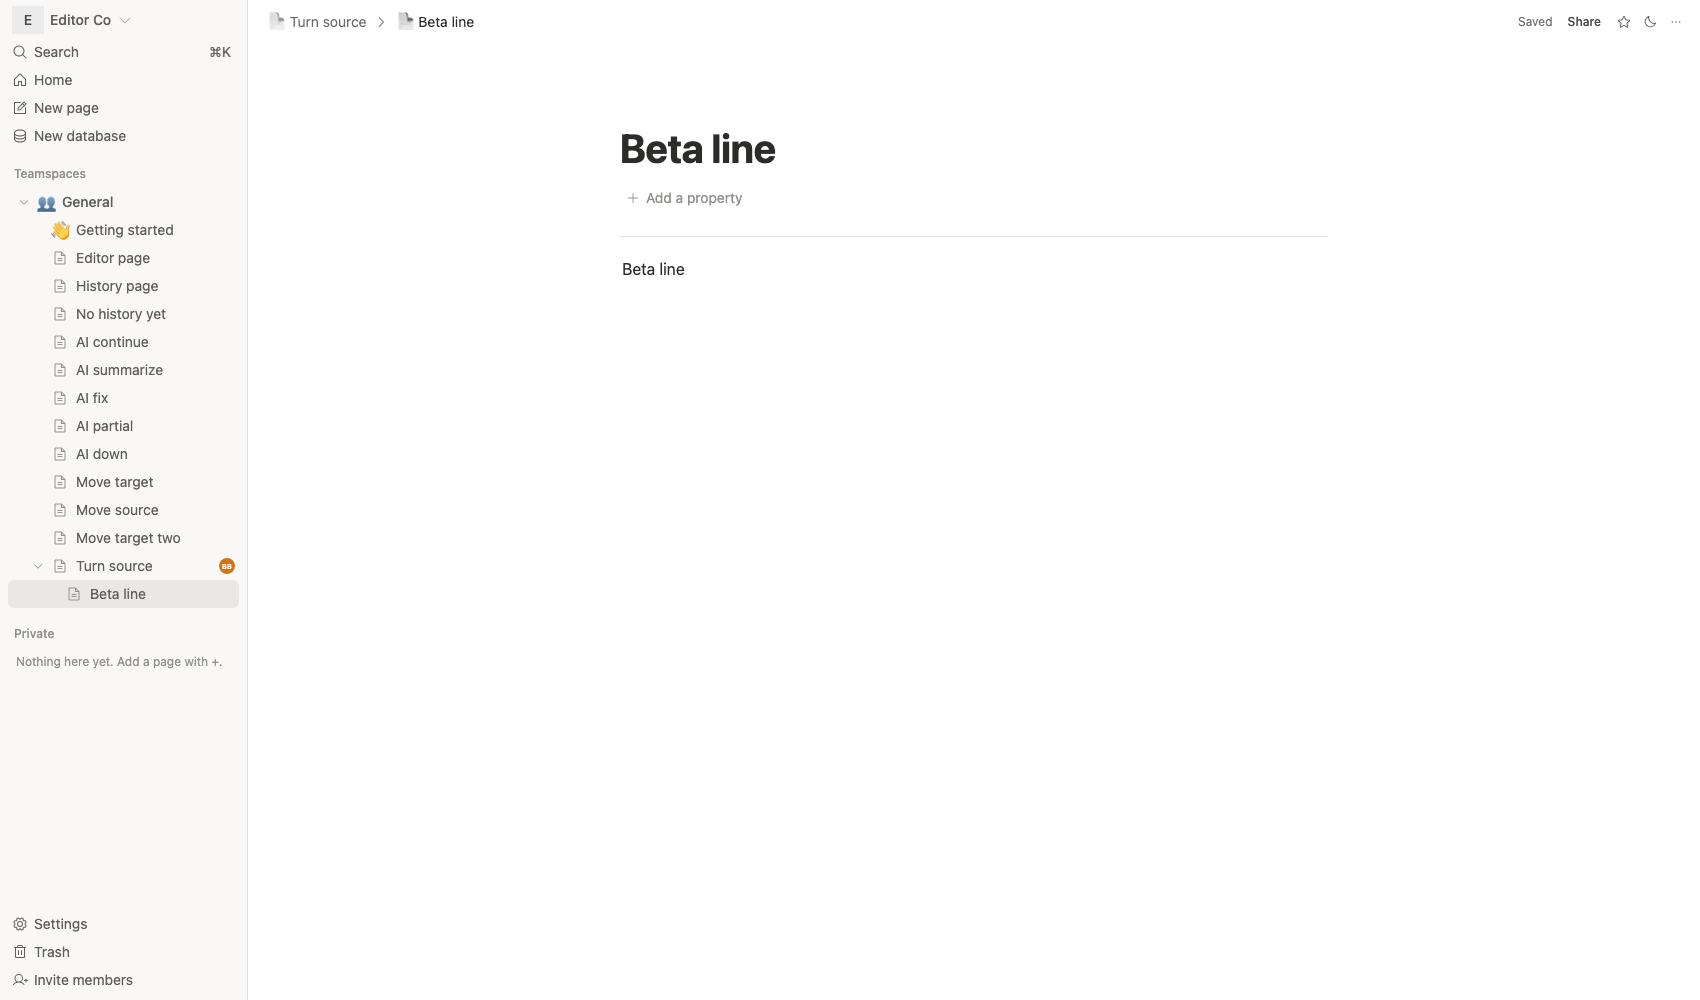 E Editor Co
Search ⌘K
Home
New page
New database
Teamspaces
General
Getting started
Editor page
History page
No history yet
AI continue
AI summarize
AI fix
AI partial
AI down
Move target
Move source
Move target two
Turn source BB
Beta line
Private
Nothing here yet. Add a page with +.
Settings
Trash
Invite members
Turn source > Beta line
Saved Share
Beta line
+ Add a property
Beta line